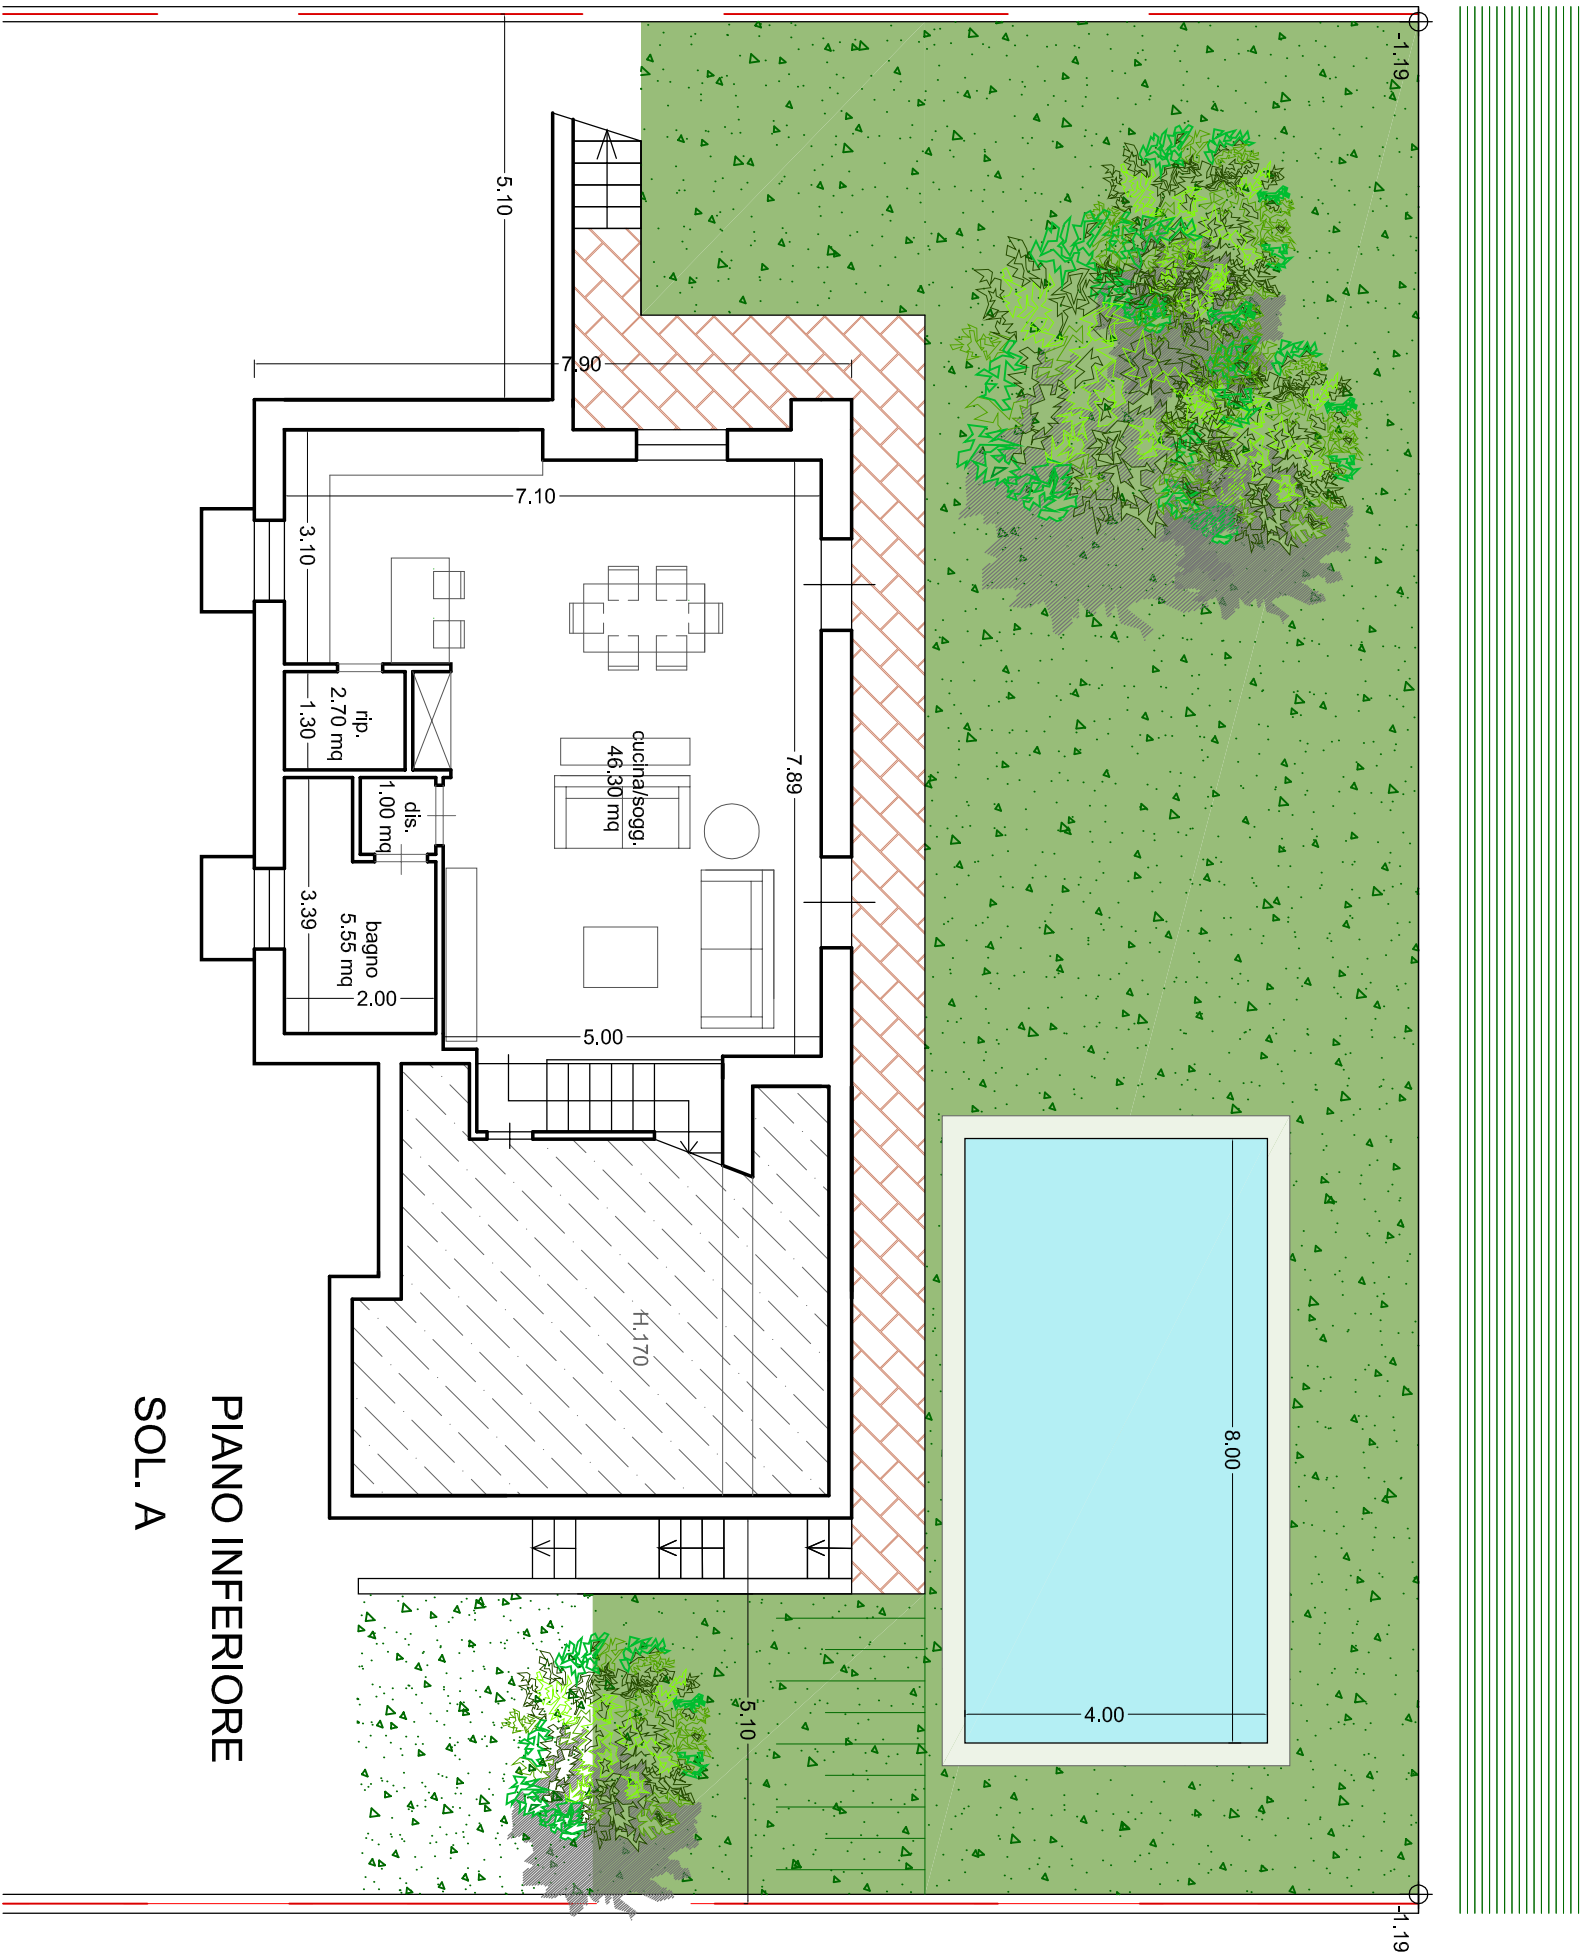 -1.19
5.10
7.90
7.10
3.10
7.89
rip.
2.70 mq
1.30
cucina/sogg.
46.30 mq
dis.
1.00 mq
3.39
bagno
5.55 mq
2.00
5.00
H.170
8.00
4.00
5.10
-1.19
PIANO INFERIORE
SOL. A